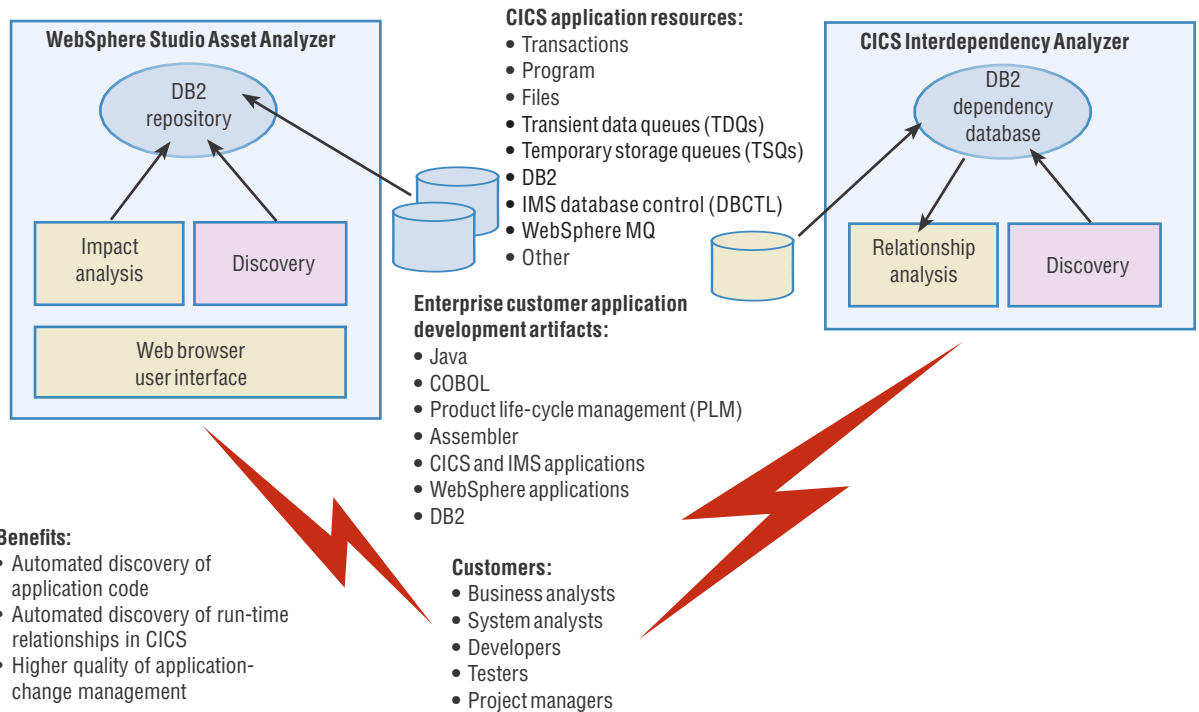 WebSphere Studio Asset Analyzer
DB2
repository
Impact
analysis
Discovery
Web browser
user interface
CICS application resources:
• Transactions
• Program
• Files
• Transient data queues (TDQs)
• Temporary storage queues (TSQs)
• DB2
• IMS database control (DBCTL)
• WebSphere MQ
• Other
CICS Interdependency Analyzer
DB2
dependency
database
Relationship
analysis
Discovery
Enterprise customer application
development artifacts:
• Java
• COBOL
• Product life-cycle management (PLM)
• Assembler
• CICS and IMS applications
• WebSphere applications
• DB2
Benefits:
• Automated discovery of
application code
• Automated discovery of run-time
relationships in CICS
• Higher quality of application-
change management
Customers:
• Business analysts
• System analysts
• Developers
• Testers
• Project managers